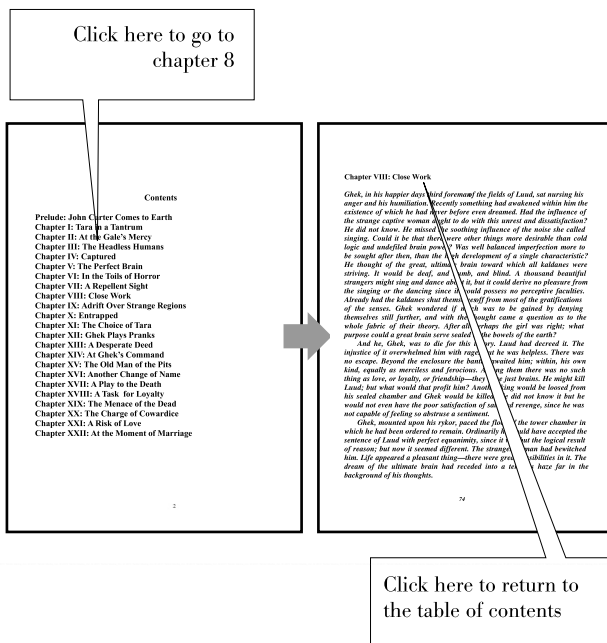 Click here to go to
chapter 8
Contents
Prelude: John Carter Comes to Earth
Chapter I: Tara in a Tantrum
Chapter II: At the Gale's Mercy
Chapter III: The Headless Humans
Chapter IV: Captured
Chapter V: The Perfect Brain
Chapter VI: In the Toils of Horror
Chapter VII: A Repellent Sight
Chapter VIII: Close Work
Chapter IX: Adrift Over Strange Regions
Chapter X: Entrapped
Chapter XI: The Choice of Tara
Chapter XII: Ghek Plays Pranks
Chapter XIII: A Desperate Deed
Chapter XIV: At Ghek's Command
Chapter XV: The Old Man of the Pits
Chapter XVI: Another Change of Name
Chapter XVII: A Play to the Death
Chapter XVIII: A Task for Loyalty
Chapter XIX: The Menace of the Dead
Chapter XX: The Charge of Cowardice
Chapter XXI: A Risk of Love
Chapter XXII: At the Moment of Marriage
2
Chapter VIII: Close Work
Ghek, in his happier days third foreman of the fields of Luud, sat nursing his
anger and his humiliation. Recently something had awakened within him the
existence of which he had never before even dreamed. Had the influence of
the strange captive woman aught to do with this unrest and dissatisfaction?
He did not know. He missed the soothing influence of the noise she called
singing. Could it be that there were other things more desirable than cold
logic and undefiled brain power? Was well balanced imperfection more to
be sought after then, than the high development of a single characteristic?
He thought of the great, ultimate brain toward which all kaldanes were
striving. It would be deaf, and dumb, and blind. A thousand beautiful
strangers might sing and dance about it, but it could derive no pleasure from
the singing or the dancing since it would possess no perceptive faculties.
Already had the kaldanes shut themselves off from most of the gratifications
of the senses. Ghek wondered if much was to be gained by denying
themselves still further, and with the thought came a question as to the
whole fabric of their theory. After all perhaps the girl was right; what
purpose could a great brain serve sealed in the bowels of the earth?
And he, Ghek, was to die for this theory. Luud had decreed it. The
injustice of it overwhelmed him with rage. But he was helpless. There was
no escape. Beyond the enclosure the banths awaited him; within, his own
kind, equally as merciless and ferocious. Among them there was no such
thing as love, or loyalty, or friendship—they were just brains. He might kill
Luud; but what would that profit him? Another king would be loosed from
his sealed chamber and Ghek would be killed. He did not know it but he
would not even have the poor satisfaction of satisfied revenge, since he was
not capable of feeling so abstruse a sentiment.
Ghek, mounted upon his rykor, paced the floor of the tower chamber in
which he had been ordered to remain. Ordinarily he would have accepted the
sentence of Luud with perfect equanimity, since it was but the logical result
of reason; but now it seemed different. The stranger woman had bewitched
him. Life appeared a pleasant thing—there were great possibilities in it. The
dream of the ultimate brain had receded into a tenuous haze far in the
background of his thoughts.
74
Click here to return to
the table of contents